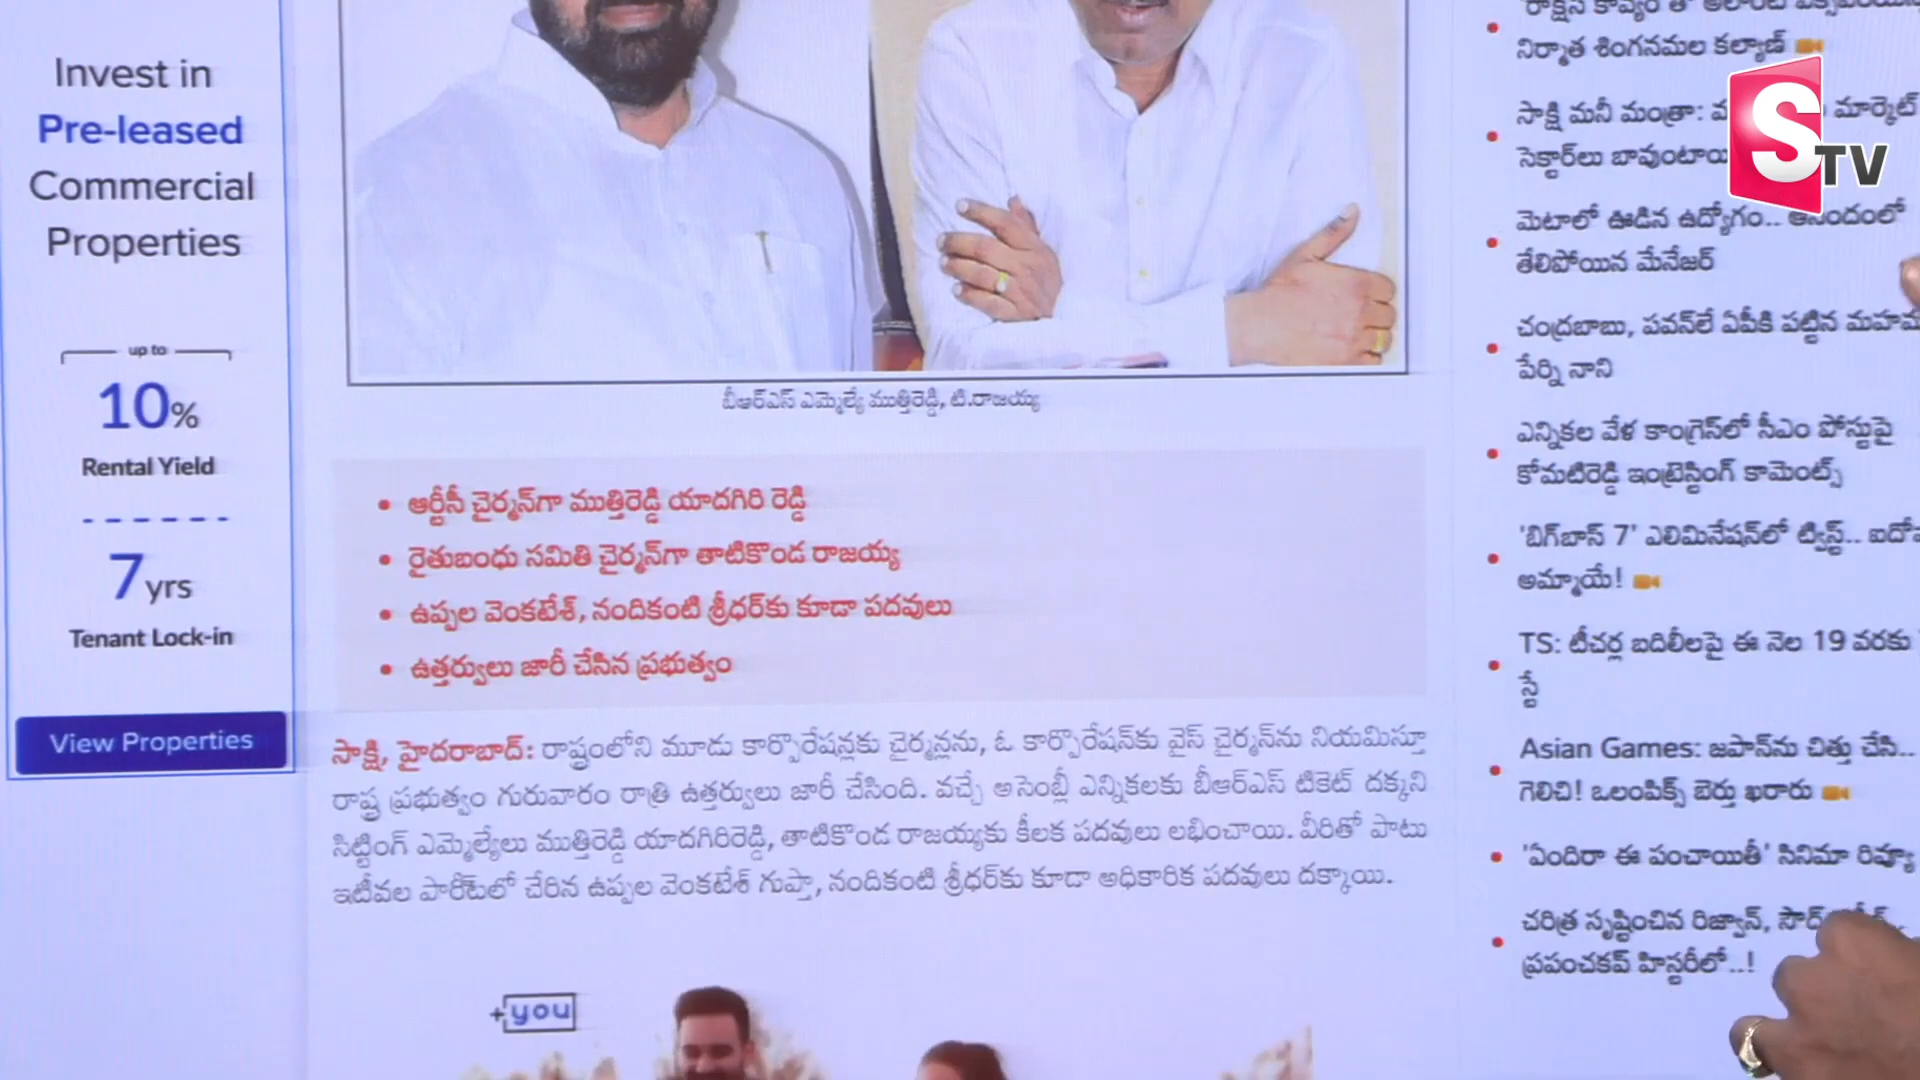 Invest in
Pre-leased
Commercial
Properties
up to
10%
Rental Yield
7 yrs
Tenant Lock-in
View Properties
బీఆర్ఎస్ ఎమ్మెల్యే ముత్తిరెడ్డి, టి.రాజయ్య
• ఆర్టీసీ చైర్మన్‌గా ముత్తిరెడ్డి యాదగిరి రెడ్డి
• రైతుబంధు సమితి చైర్మన్‌గా తాటికొండ రాజయ్య
• ఉప్పల వెంకటేశ్, నందికంటి శ్రీధర్‌కు కూడా పదవులు
• ఉత్తర్వులు జారీ చేసిన ప్రభుత్వం
సాక్షి, హైదరాబాద్: రాష్ట్రంలోని మూడు కార్పొరేషన్లకు చైర్మన్లను, ఓ కార్పొరేషన్‌కు వైస్ చైర్మన్‌ను నియమిస్తూ
రాష్ట్ర ప్రభుత్వం గురువారం రాత్రి ఉత్తర్వులు జారీ చేసింది. వచ్చే అసెంబ్లీ ఎన్నికలకు బీఆర్ఎస్ టికెట్ దక్కని
సిట్టింగ్ ఎమ్మెల్యేలు ముత్తిరెడ్డి యాదగిరిరెడ్డి, తాటికొండ రాజయ్యకు కీలక పదవులు లభించాయి. వీరితో పాటు
ఇటీవల పార్టీలో చేరిన ఉప్పల వెంకటేశ్ గుప్తా, నందికంటి శ్రీధర్‌కు కూడా అధికారిక పదవులు దక్కాయి.
+you
నిర్మాత శింగనమల కల్యాణ్
సాక్షి మనీ మంత్రా: మార్కెట్
సెక్టార్‌లు
మెటాలో ఊడిన ఉద్యోగం.. ఆనందంలో
తేలిపోయిన మేనేజర్
చంద్రబాబు, పవన్‌లే ఏపీకి పట్టిన
పేర్ని నాని
ఎన్నికల వేళ కాంగ్రెస్‌లో సీఎం పోస్టుపై
కోమటిరెడ్డి ఇంట్రెస్టింగ్ కామెంట్స్
'బిగ్‌బాస్ 7' ఎలిమినేషన్‌లో ట్విస్ట్..
అమ్మాయే!
TS: టీచర్ల బదిలీలపై ఈ నెల 19 వరకు
స్టే
Asian Games: జపాన్‌ను చిత్తు చేసి..
గెలిచి! ఒలంపిక్స్ బెర్తు ఖరారు
'ఏందిరా ఈ పంచాయితీ' సినిమా రివ్యూ
చరిత్ర సృష్టించిన రిజ్వాన్,
ప్రపంచకప్ హిస్టరీలో..!
S TV